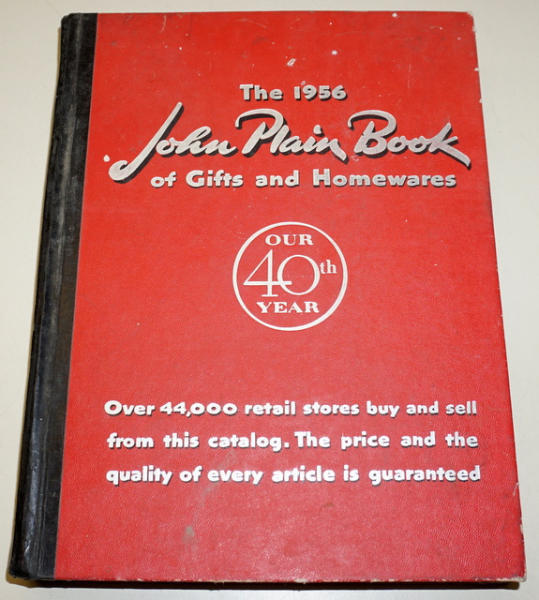 The 1956
John Plain Book
of Gifts and Homewares
OUR
40th
YEAR
Over 44,000 retail stores buy and sell
from this catalog. The price and the
quality of every article is guaranteed